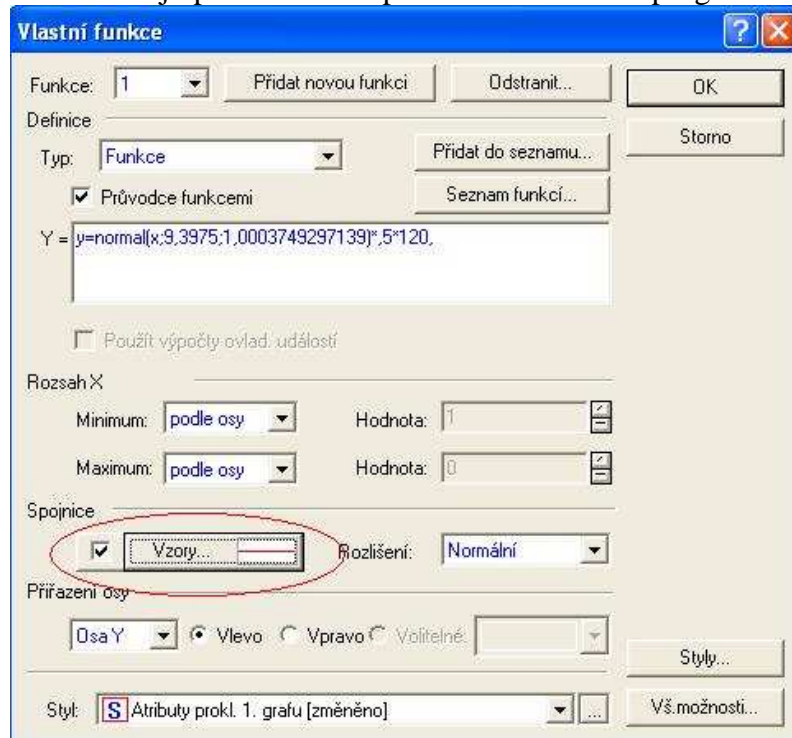 Vlastní funkce
Funkce: 1 Přidat novou funkci Odstranit... OK
Definice
Storno
Typ: Funkce Přidat do seznamu...
Průvodce funkcemi Seznam funkcí...
Y = y=normal(x;9,3975;1,0003749297139)*,5*120,
Použít výpočty ovlad. událostí
Rozsah X
Minimum: podle osy Hodnota: 1
Maximum: podle osy Hodnota: 0
Spojnice
Vzory... Rozlišení: Normální
Přiřazení osy
Osa Y Vlevo Vpravo Volitelné:
Styly...
Styl: S Atributy prokl. 1. grafu [změněno] ... Vš.možnosti...